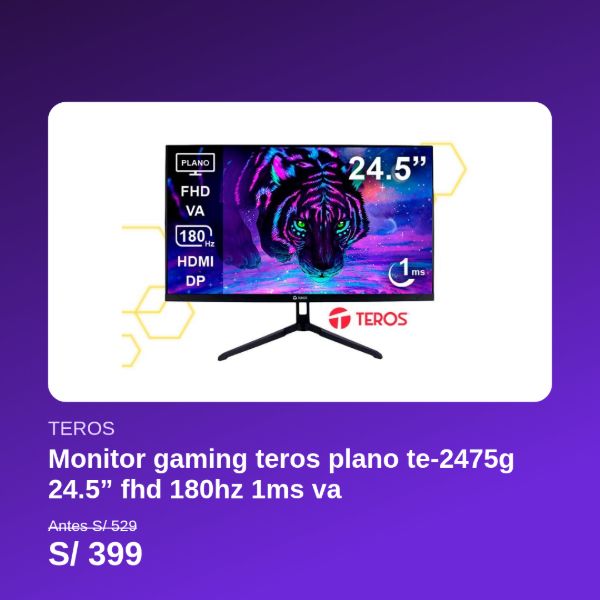 PLANO
24.5”
FHD
VA
180Hz
HDMI
DP
1ms
TEROS
TEROS
Monitor gaming teros plano te-2475g
24.5” fhd 180hz 1ms va
Antes S/ 529
S/ 399